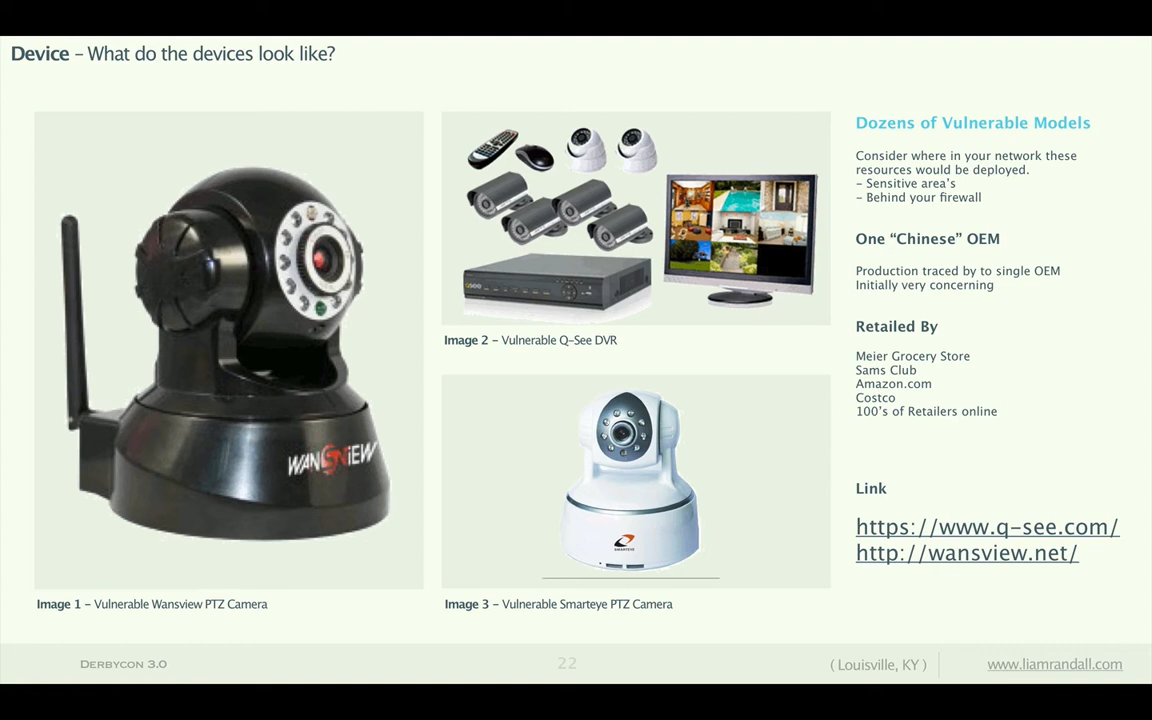 Device – What do the devices look like?
WANSVIEW
Image 1 – Vulnerable Wansview PTZ Camera
QSEE
Image 2 – Vulnerable Q-See DVR
SMARTEYE
Image 3 – Vulnerable Smarteye PTZ Camera
Dozens of Vulnerable Models
Consider where in your network these
resources would be deployed.
– Sensitive area's
– Behind your firewall
One “Chinese” OEM
Production traced by to single OEM
Initially very concerning
Retailed By
Meier Grocery Store
Sams Club
Amazon.com
Costco
100's of Retailers online
Link
https://www.q-see.com/
http://wansview.net/
Derbycon 3.0
22
( Louisville, KY )
www.liamrandall.com